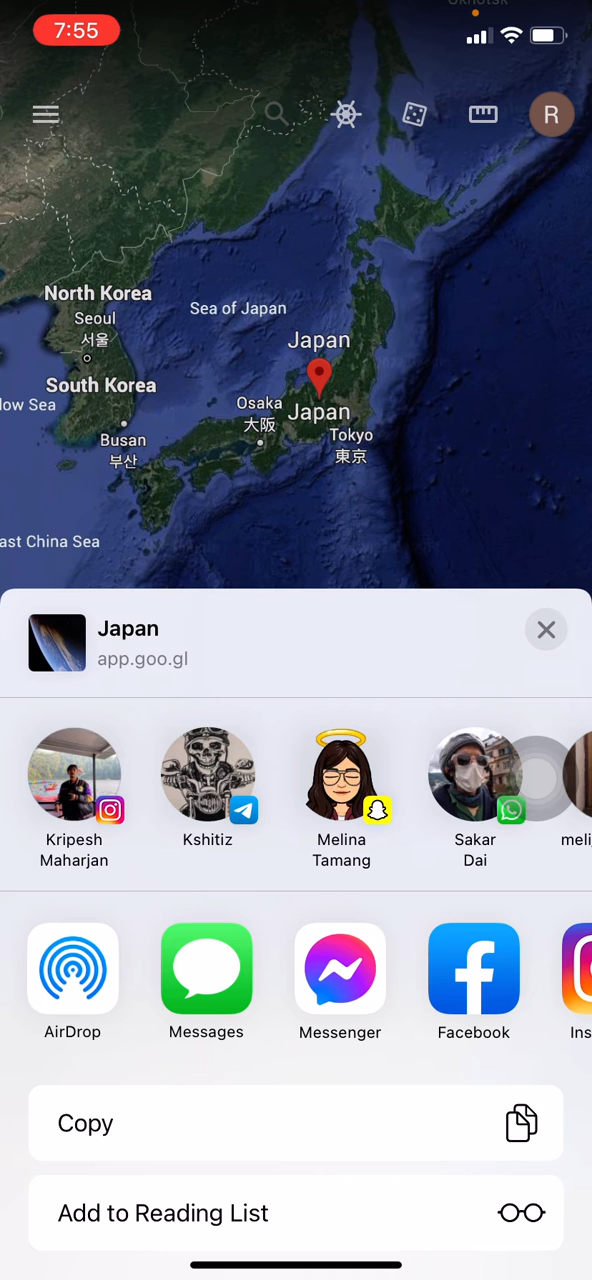 7:55
R
North Korea
Seoul
서울
Sea of Japan
Japan
South Korea
Osaka
大阪
Japan
Busan
부산
Tokyo
東京
ast China Sea
Japan
app.goo.gl
Kripesh
Maharjan
Kshitiz
Melina
Tamang
Sakar
Dai
meli
AirDrop
Messages
Messenger
Facebook
Ins
Copy
Add to Reading List